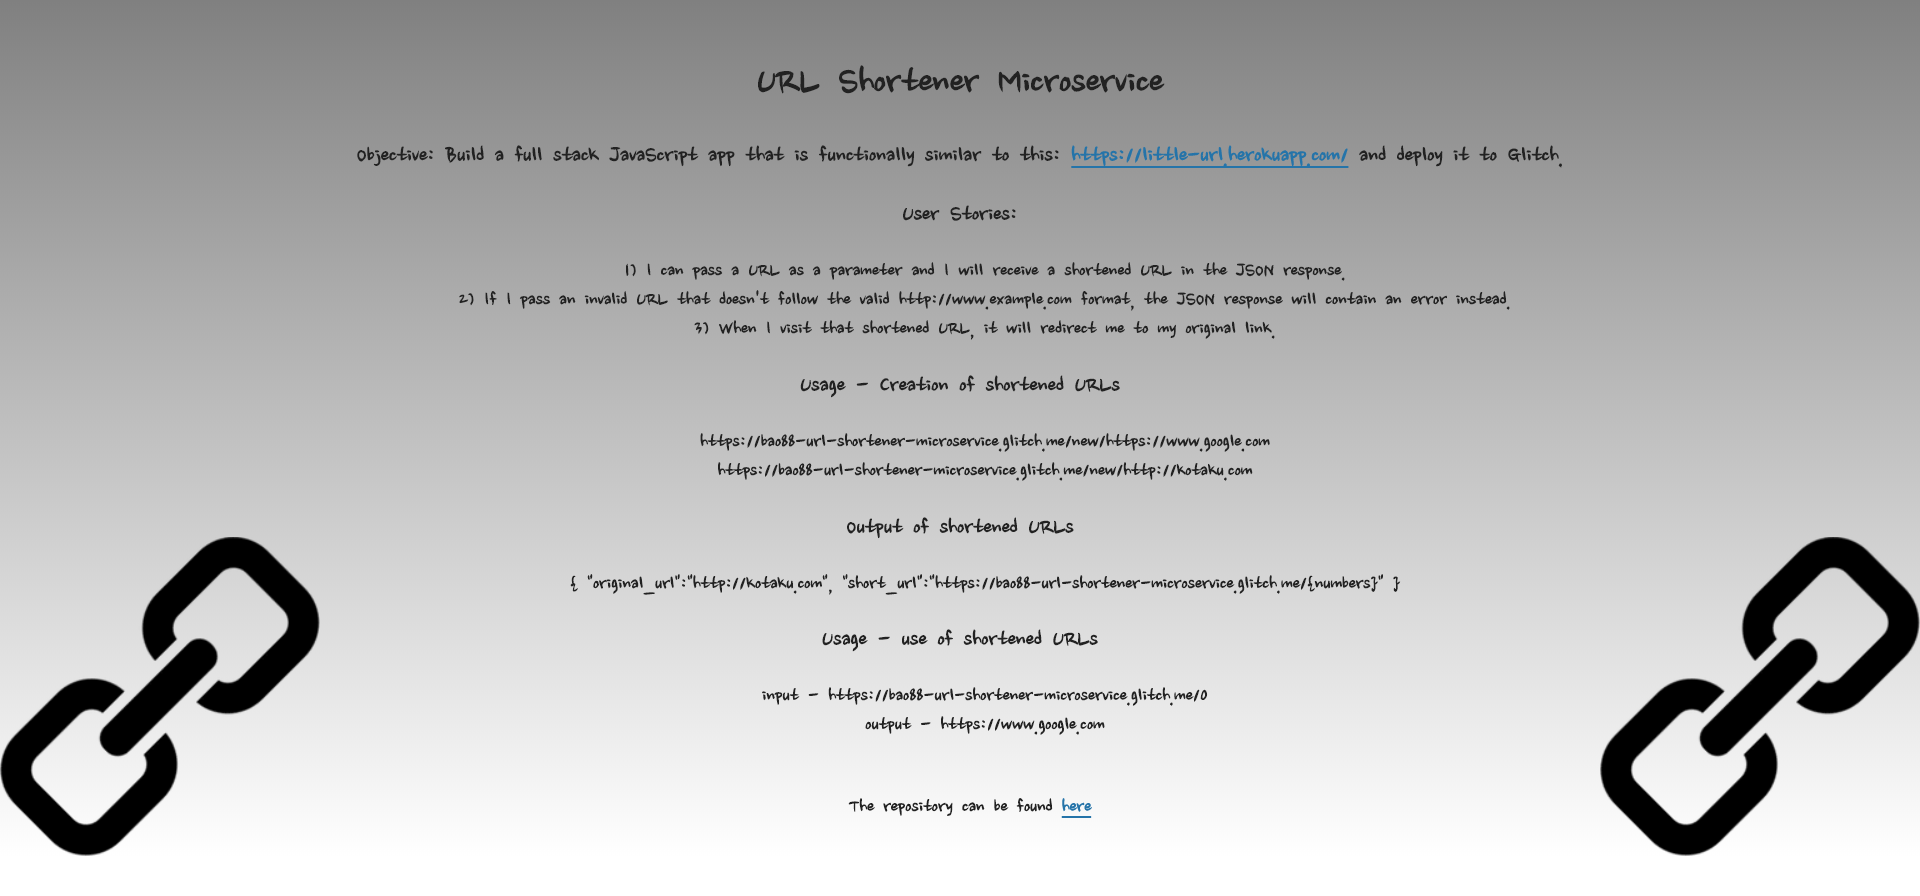 URL Shortener Microservice
Objective: Build a full stack JavaScript app that is functionally similar to this: https://little-url.herokuapp.com/ and deploy it to Glitch.
User Stories:
1) I can pass a URL as a parameter and I will receive a shortened URL in the JSON response.
2) If I pass an invalid URL that doesn't follow the valid http://www.example.com format, the JSON response will contain an error instead.
3) When I visit that shortened URL, it will redirect me to my original link.
Usage - Creation of shortened URLs
https://bao88-url-shortener-microservice.glitch.me/new/https://www.google.com
https://bao88-url-shortener-microservice.glitch.me/new/http://kotaku.com
Output of shortened URLs
{ "original_url":"http://kotaku.com", "short_url":"https://bao88-url-shortener-microservice.glitch.me/{numbers}" }
Usage - use of shortened URLs
input - https://bao88-url-shortener-microservice.glitch.me/0
output - https://www.google.com
The repository can be found here